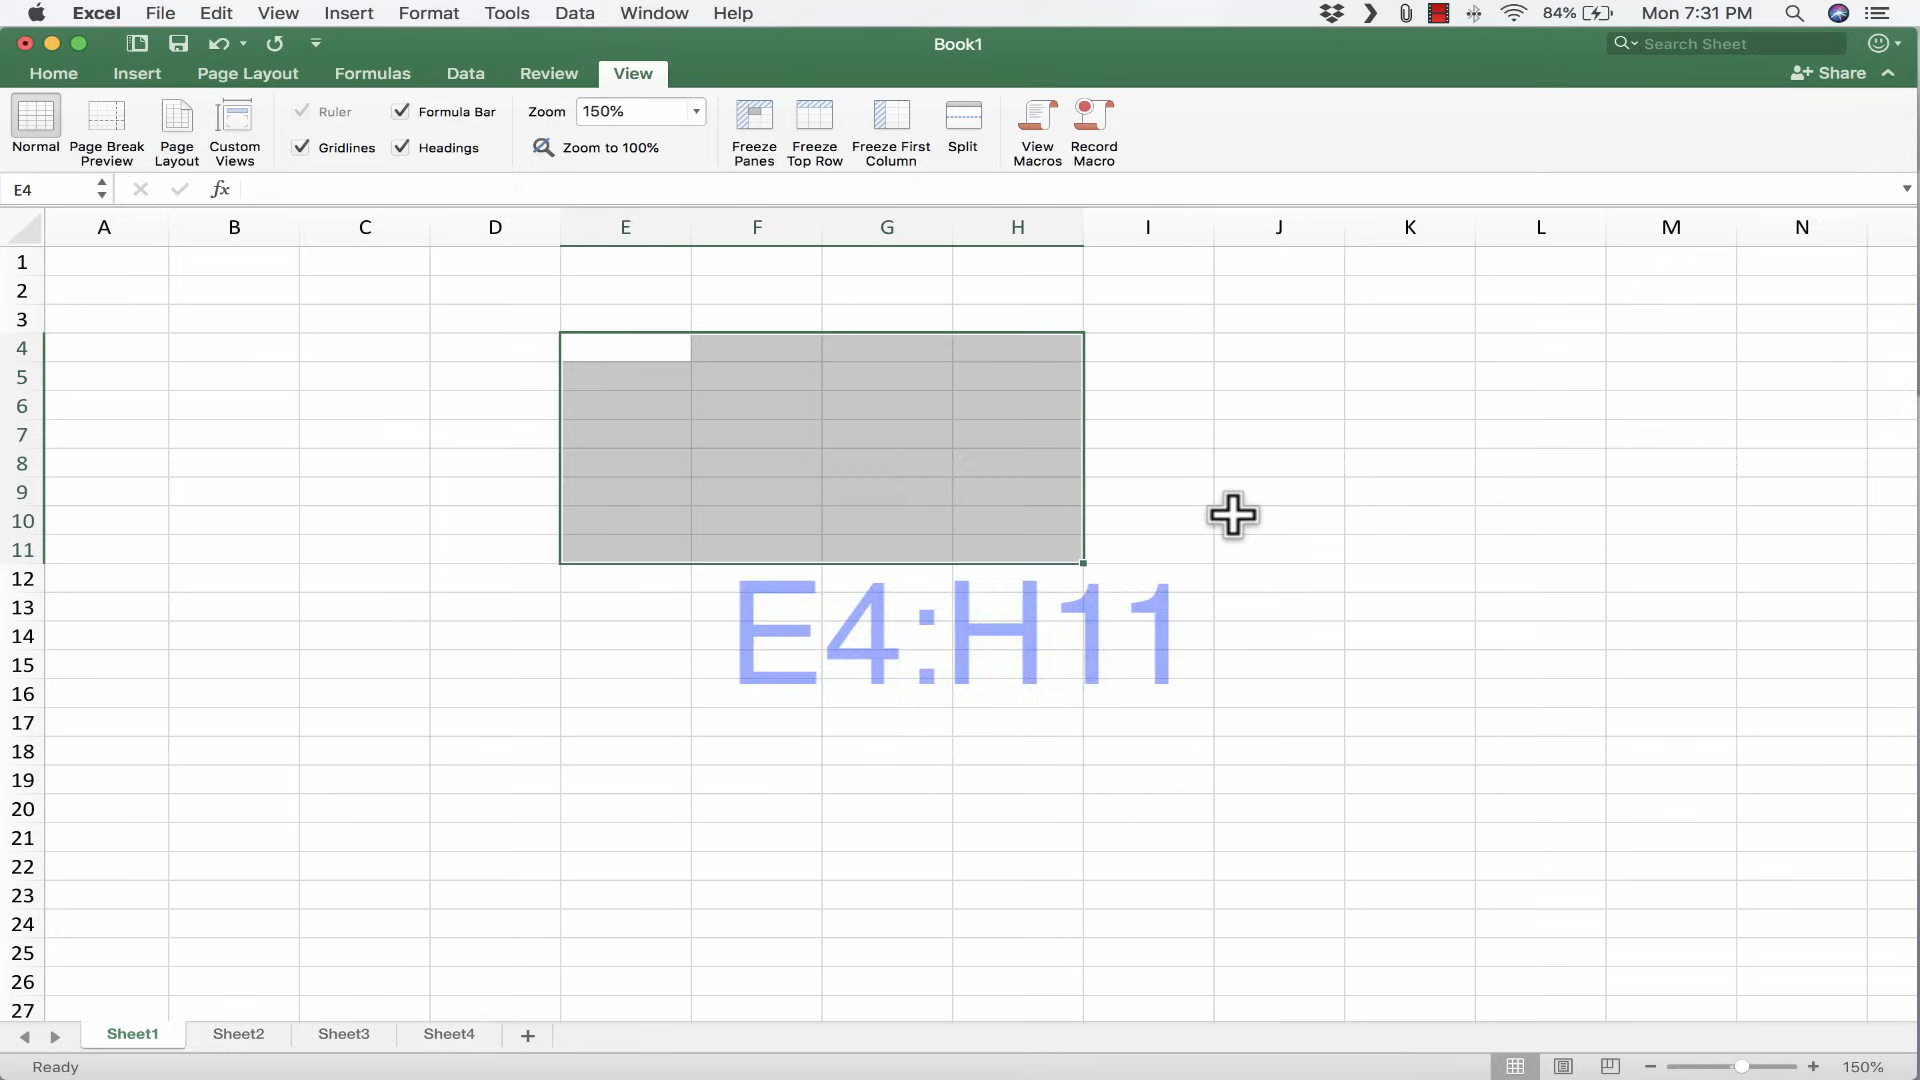 Excel File Edit View Insert Format Tools Data Window Help 84% Mon 7:31 PM
Book1 Search Sheet
Home Insert Page Layout Formulas Data Review View Share
Ruler Formula Bar Zoom 150%
Gridlines Headings Zoom to 100%
Normal Page Break Preview Page Layout Custom Views Freeze Panes Freeze Top Row Freeze First Column Split View Macros Record Macro
E4 fx
A B C D E F G H I J K L M N
1
2
3
4
5
6
7
8
9
10
11
12
13
14
15
16
17
18
19
20
21
22
23
24
25
26
27
E4:H11
Sheet1 Sheet2 Sheet3 Sheet4 +
Ready 150%